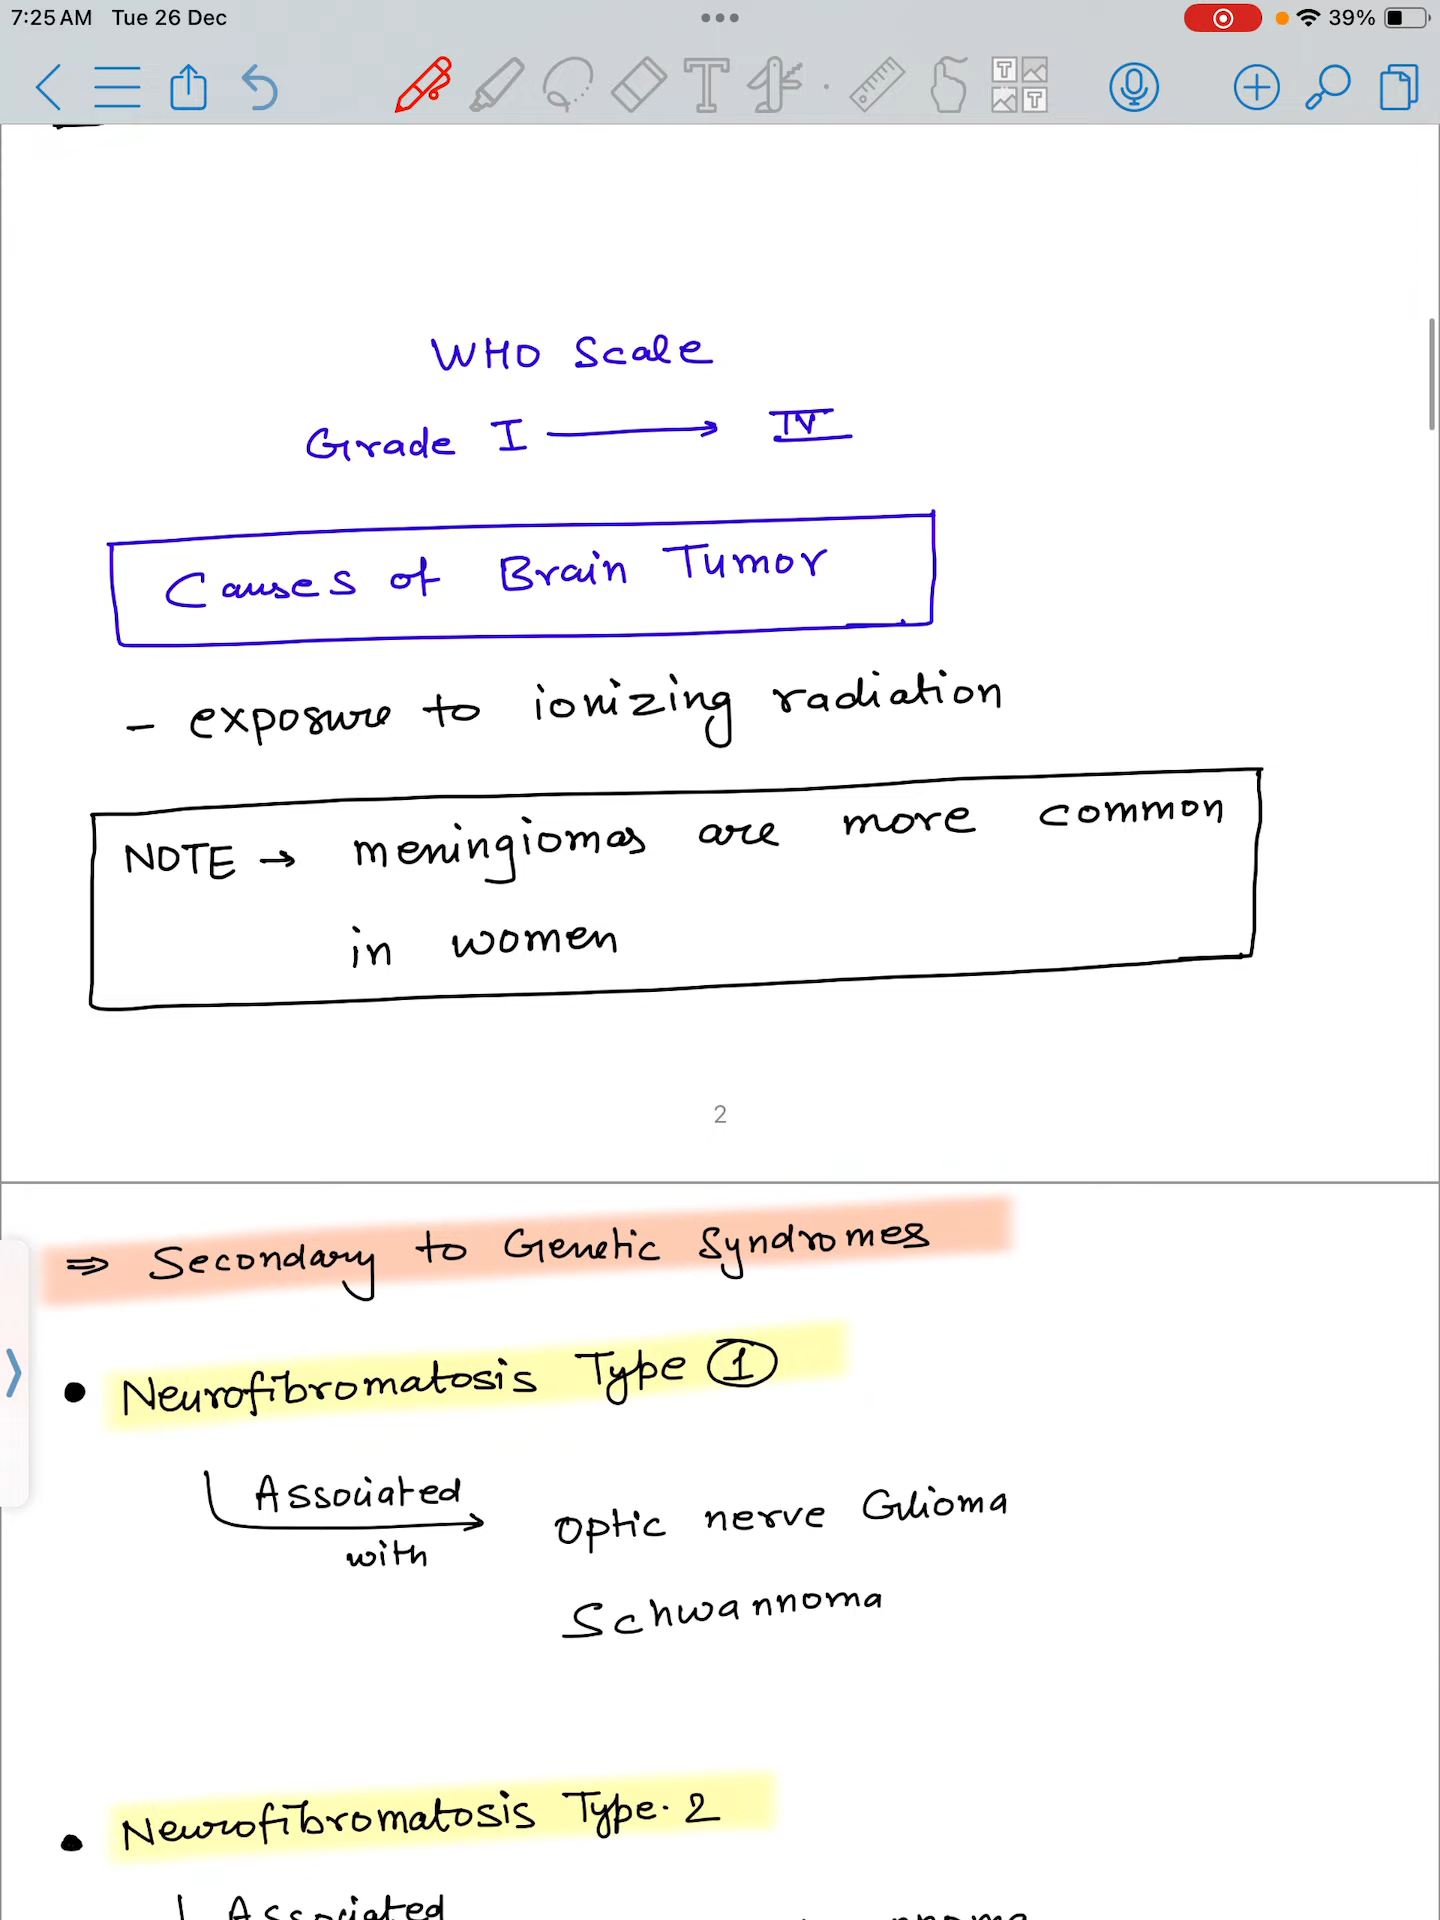 7:25 AM Tue 26 Dec
39%
WHO Scale
Grade I → IV
Causes of Brain Tumor
- exposure to ionizing radiation
NOTE → meningiomas are more common
in women
2
⇒ Secondary to Genetic Syndromes
• Neurofibromatosis Type 1
Associated
with
optic nerve Glioma
Schwannoma
• Neurofibromatosis Type. 2
Associated